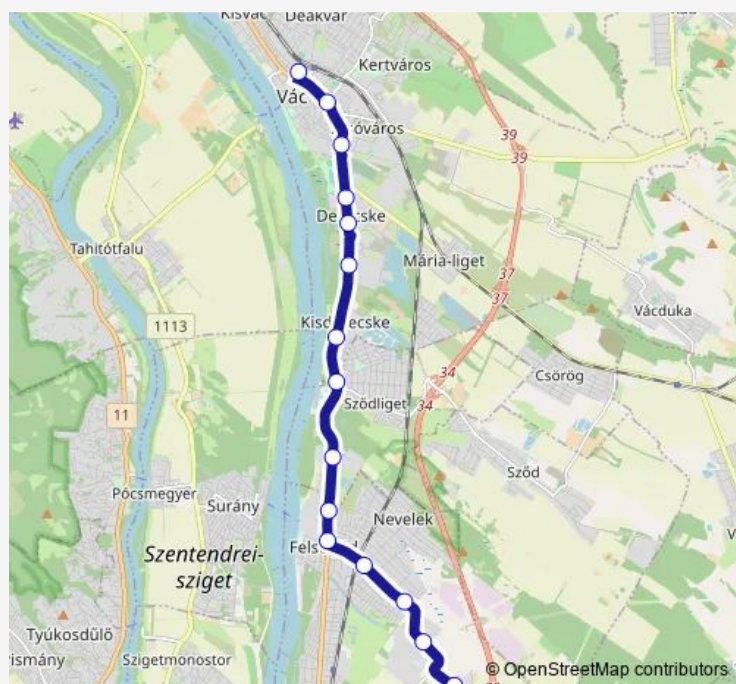 Deákvár
Kertváros
Vác
39
39
Tahitótfalu
Mária-liget
37
37
Vácduka
1113
34
Csörög
11
Sződliget
34
Sződ
Pócsmegyer
Surány
Nevelek
Szentendrei-
sziget
Tyúkosdűlő
Szigetmonostor
© OpenStreetMap contributors